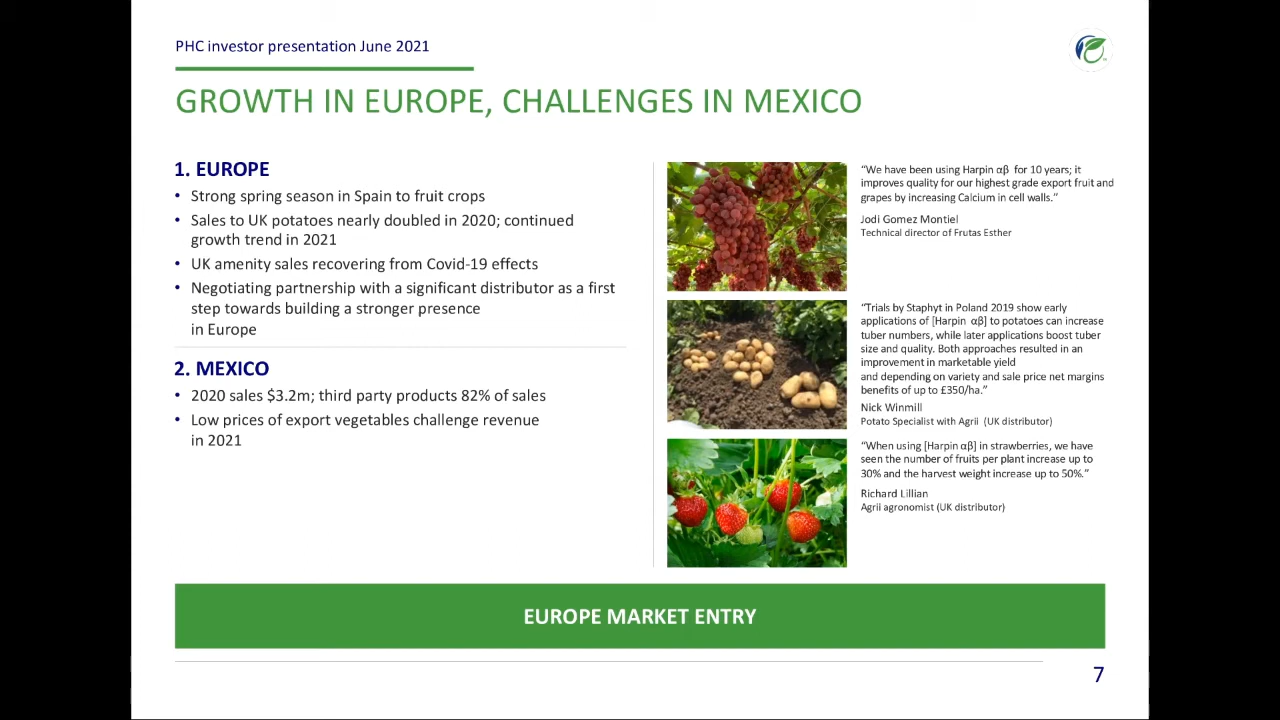 PHC investor presentation June 2021
GROWTH IN EUROPE, CHALLENGES IN MEXICO
1. EUROPE
• Strong spring season in Spain to fruit crops
• Sales to UK potatoes nearly doubled in 2020; continued
growth trend in 2021
• UK amenity sales recovering from Covid-19 effects
• Negotiating partnership with a significant distributor as a first
step towards building a stronger presence
in Europe
2. MEXICO
• 2020 sales $3.2m; third party products 82% of sales
• Low prices of export vegetables challenge revenue
in 2021
“We have been using Harpin αβ for 10 years; it
improves quality for our highest grade export fruit and
grapes by increasing Calcium in cell walls.”
Jodi Gomez Montiel
Technical director of Frutas Esther
“Trials by Staphyt in Poland 2019 show early
applications of [Harpin αβ] to potatoes can increase
tuber numbers, while later applications boost tuber
size and quality. Both approaches resulted in an
improvement in marketable yield
and depending on variety and sale price net margins
benefits of up to £350/ha.”
Nick Winmill
Potato Specialist with Agrii (UK distributor)
“When using [Harpin αβ] in strawberries, we have
seen the number of fruits per plant increase up to
30% and the harvest weight increase up to 50%.”
Richard Lillian
Agrii agronomist (UK distributor)
EUROPE MARKET ENTRY
7